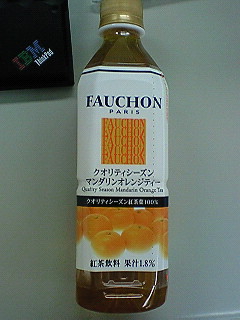 IBM
ThinkPad
FAUCHON
PARIS
FAUCHON
クオリティシーズン
マンダリンオレンジティー
Quality Season Mandarin Orange Tea
クオリティシーズン紅茶葉100%
紅茶飲料 果汁1.8%